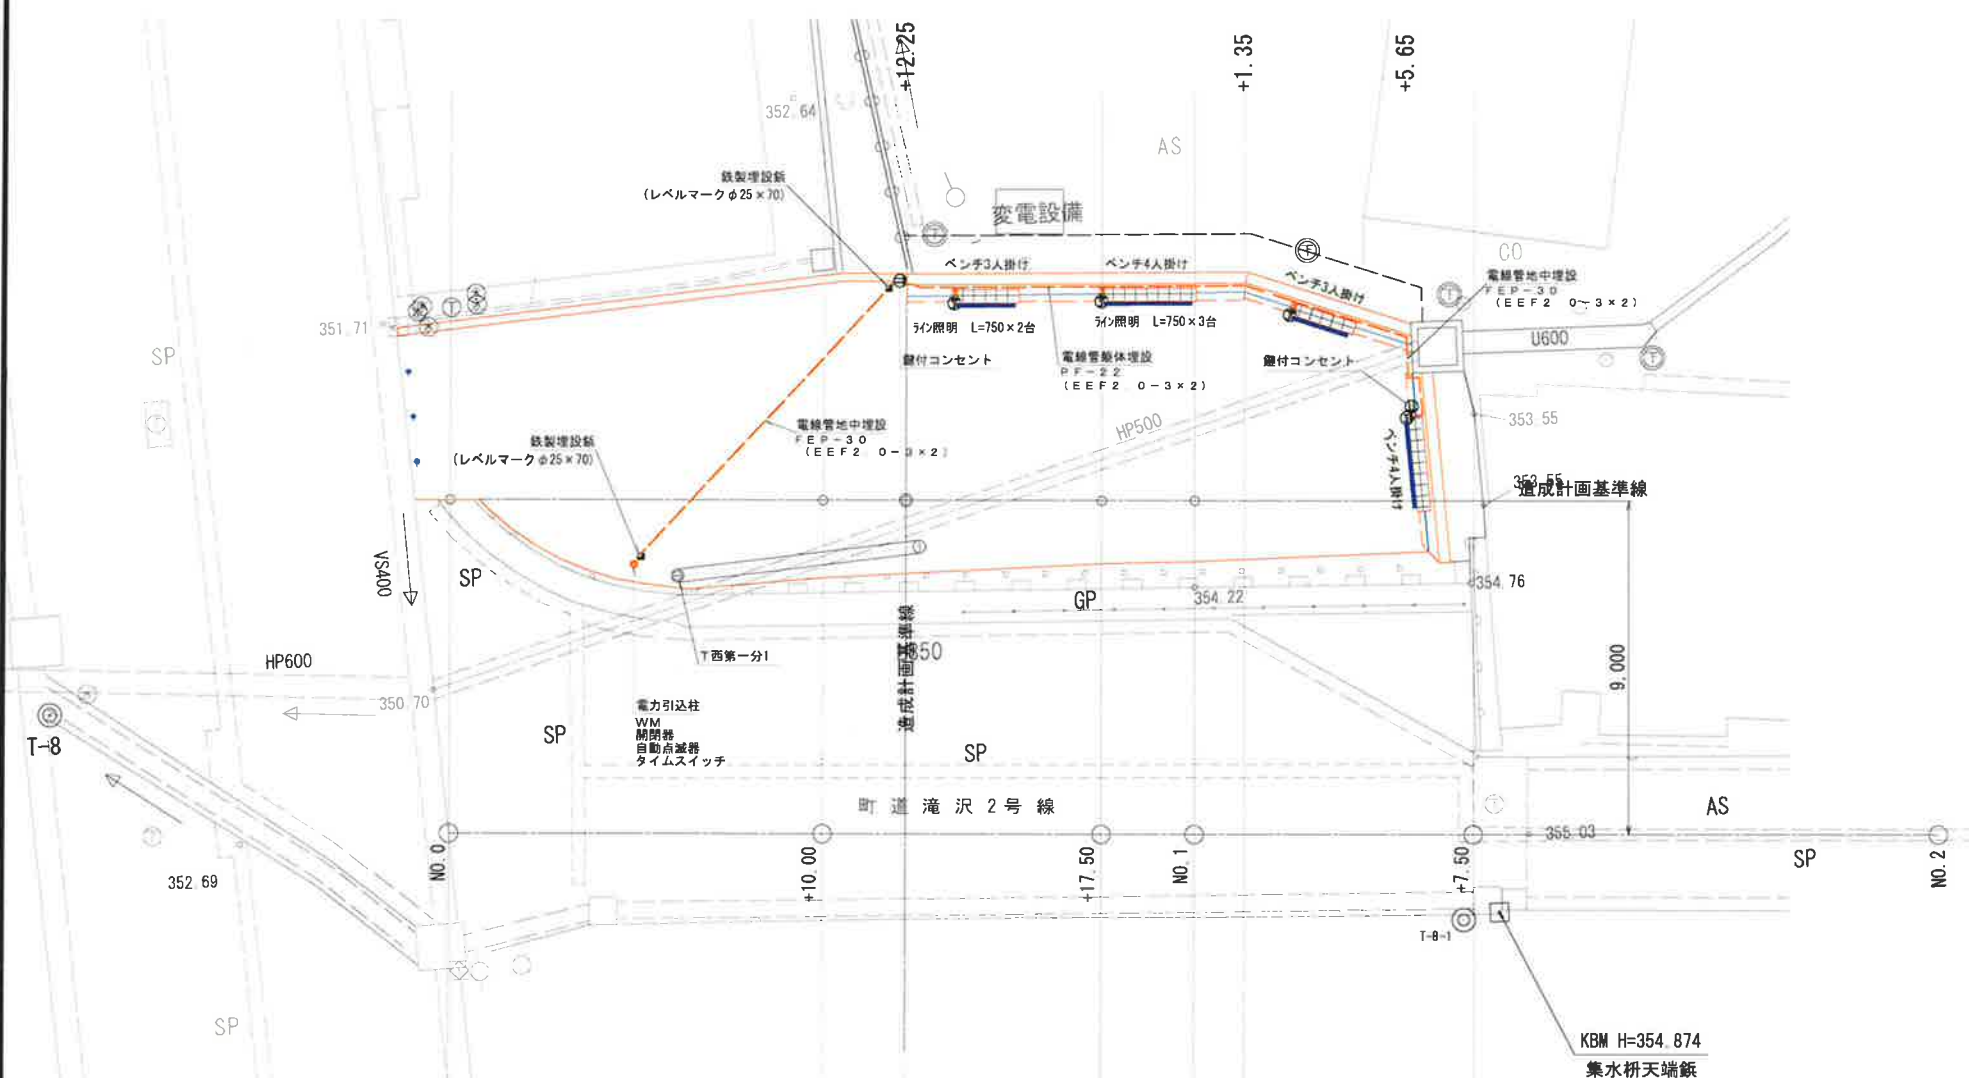 +12.25
+1.35
+5.65
352.64
AS
鉄製埋設鋲
(レベルマークφ25×70)
変電設備
CO
ベンチ3人掛け
ベンチ4人掛け
ベンチ3人掛け
電線管地中埋設
FEP-30
(EEF2.0-3×2)
351.71
SP
ライン照明 L=750×2台
ライン照明 L=750×3台
U600
鍵付コンセント
電線管躯体埋設
PF-22
(EEF2.0-3×2)
鍵付コンセント
353.55
HP500
電線管地中埋設
FEP-30
(EEF2.0-3×2)
鉄製埋設鋲
(レベルマークφ25×70)
ベンチ4人掛け
353.55
造成計画基準線
VS400
SP
354.76
GP
354.22
T西第一分1
造成計画基準線
350
HP600
9.000
350.70
T-8
電力引込柱
WM
開閉器
自動点滅器
タイムスイッチ
SP
SP
町道滝沢2号線
AS
355.03
SP
NO.0
+10.00
+17.50
NO.1
+7.50
NO.2
352.69
T-8-1
SP
KBM H=354.874
集水桝天端鋲